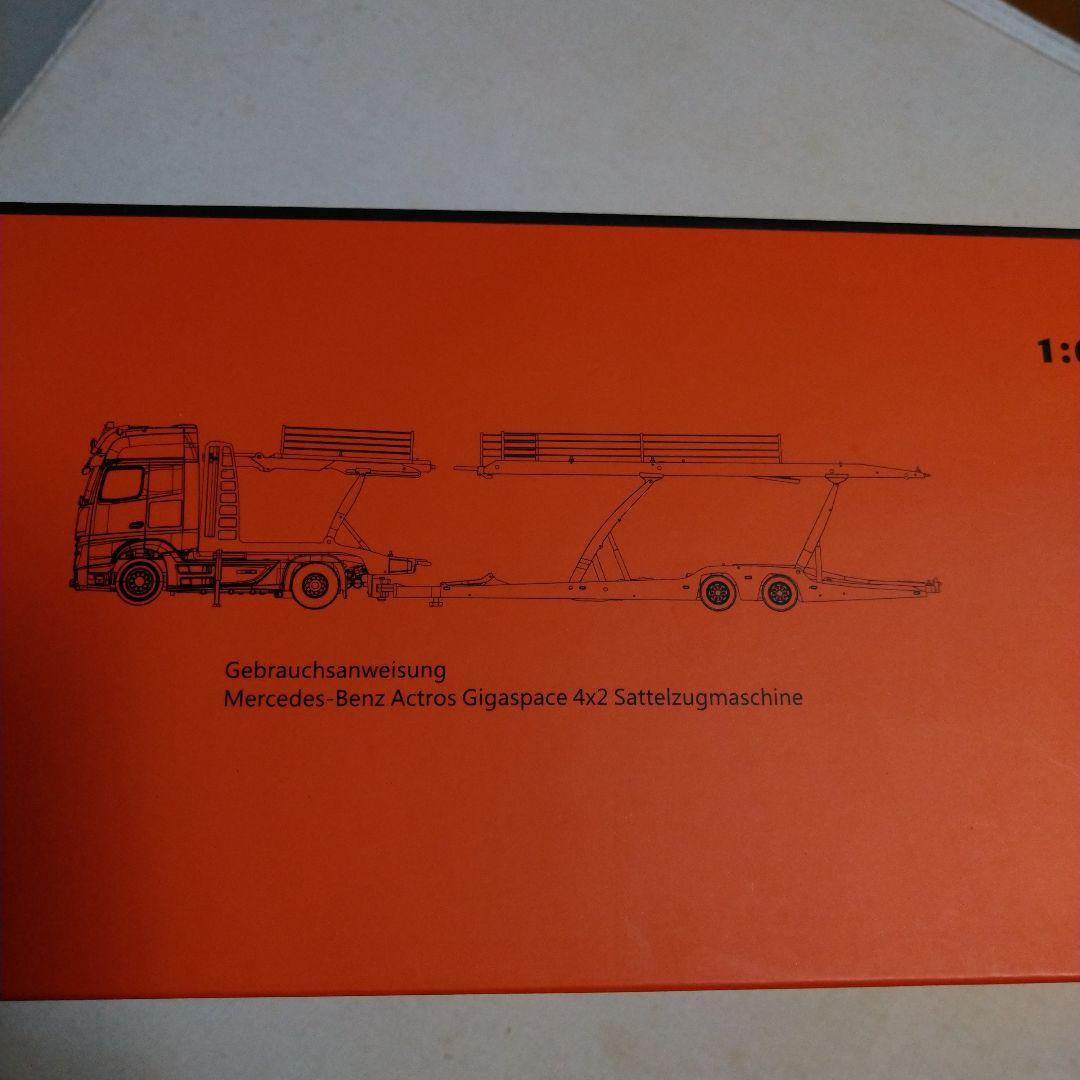 1:
Gebrauchsanweisung
Mercedes-Benz Actros Gigaspace 4x2 Sattelzugmaschine